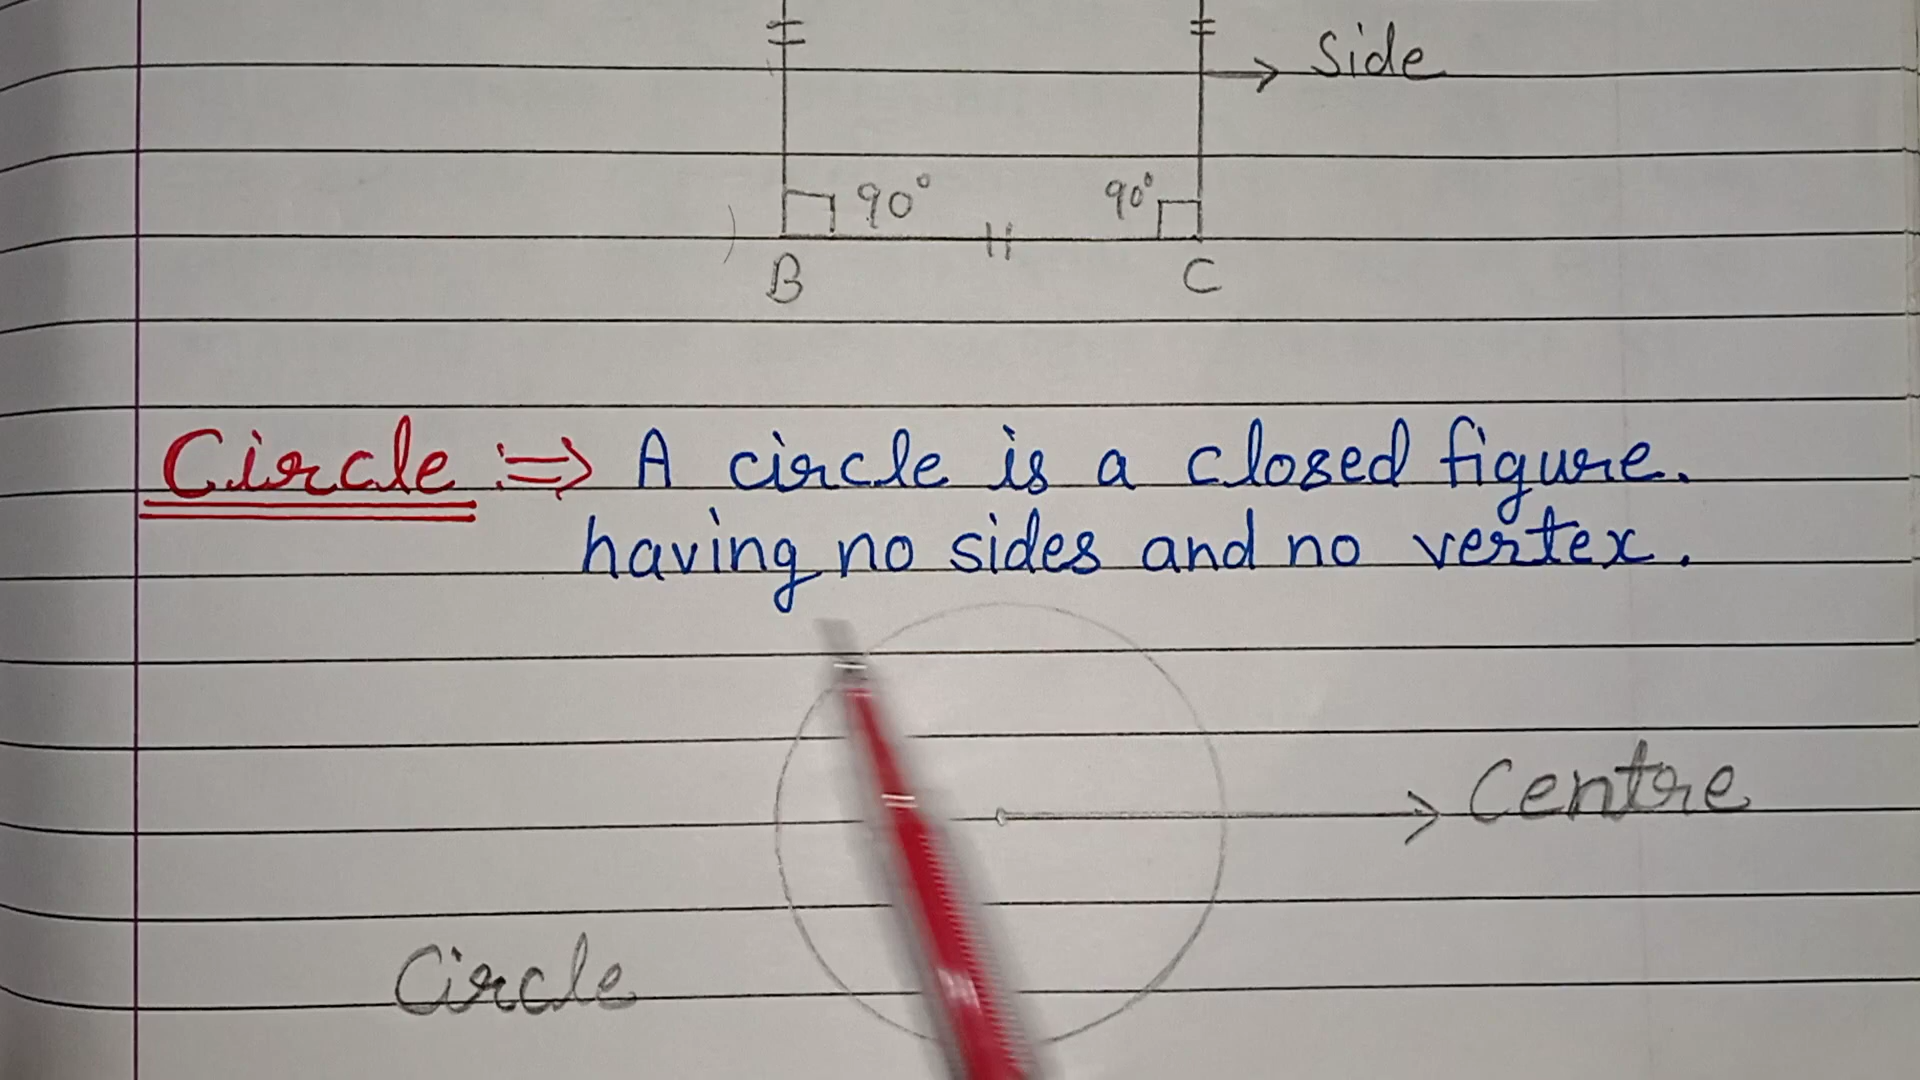 Side
90° 90°
B C
Circle :⇒ A circle is a closed figure.
having no sides and no vertex.
Centre
Circle